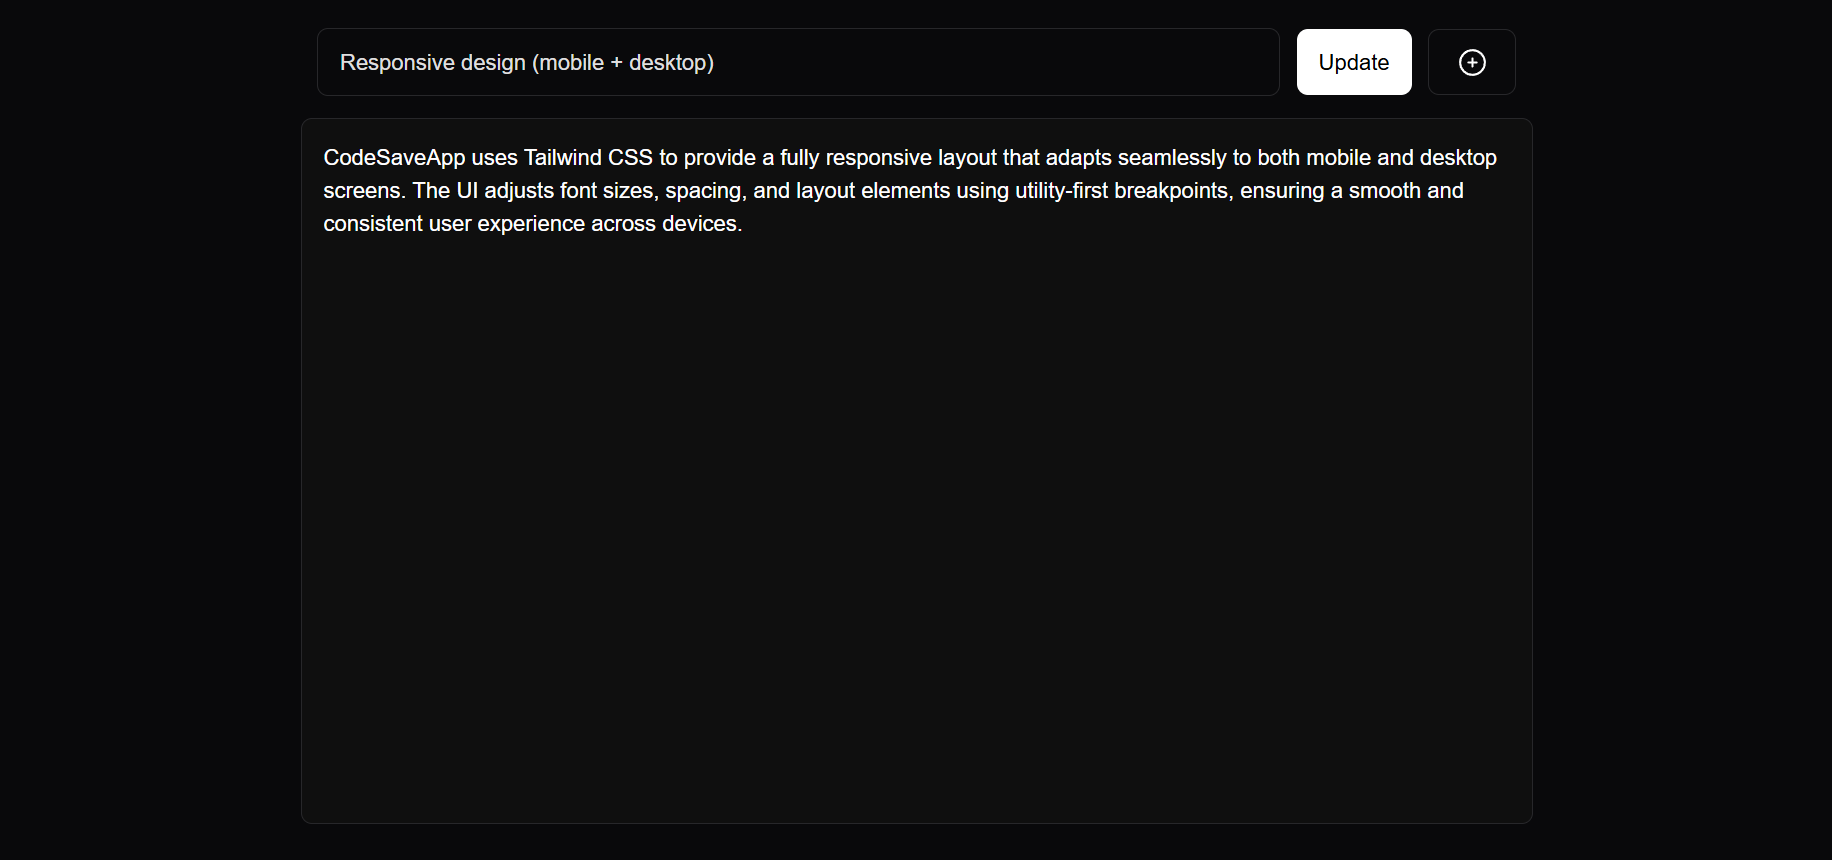 Responsive design (mobile + desktop)
Update
CodeSaveApp uses Tailwind CSS to provide a fully responsive layout that adapts seamlessly to both mobile and desktop
screens. The UI adjusts font sizes, spacing, and layout elements using utility-first breakpoints, ensuring a smooth and
consistent user experience across devices.